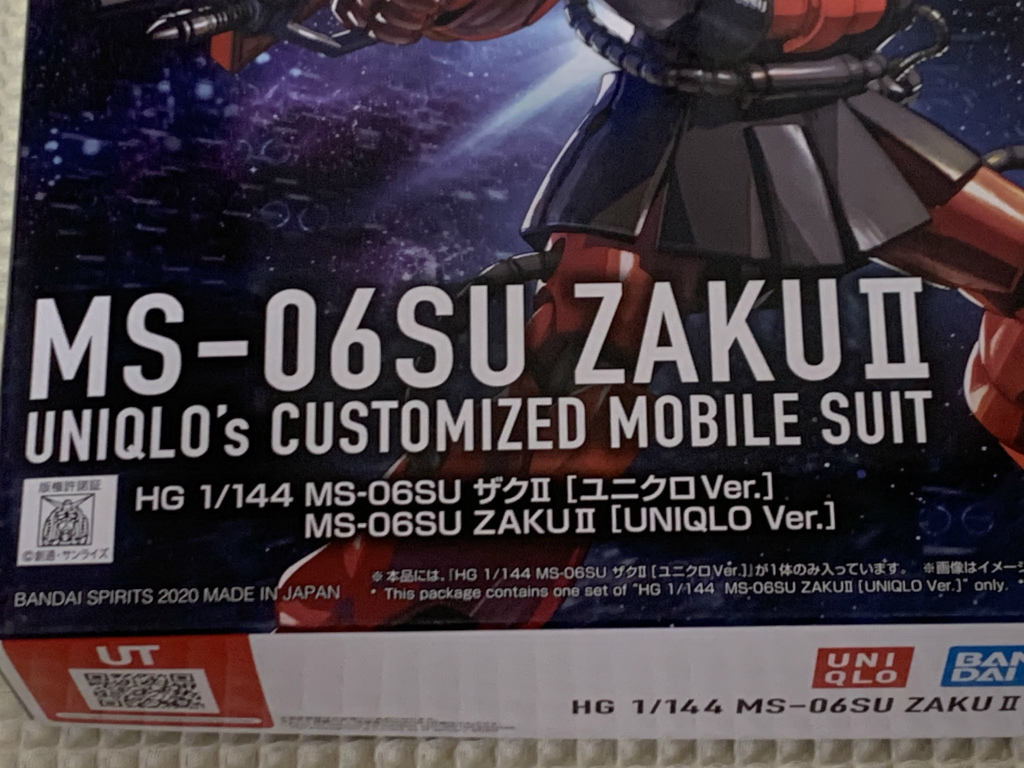 MS-06SU ZAKUⅡ
UNIQLO's CUSTOMIZED MOBILE SUIT
版権許諾証
©創通・サンライズ
HG 1/144 MS-06SU ザクⅡ [ユニクロVer.]
MS-06SU ZAKUⅡ [UNIQLO Ver.]
※本品には、「HG 1/144 MS-06SU ザクⅡ [ユニクロVer.]」が1体のみ入っています。 ※画像はイメージ
* This package contains one set of "HG 1/144 MS-06SU ZAKUⅡ [UNIQLO Ver.]" only. *
BANDAI SPIRITS 2020 MADE IN JAPAN
UT
UNI
QLO
BAN
DAI
HG 1/144 MS-06SU ZAKUⅡ